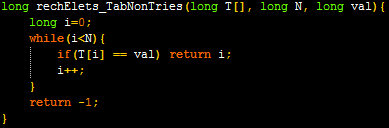 long rechElets_TabNonTries(long T[], long N, long val){
long i=0;
while(i<N){
if(T[i] == val) return i;
i++;
}
return -1;
}